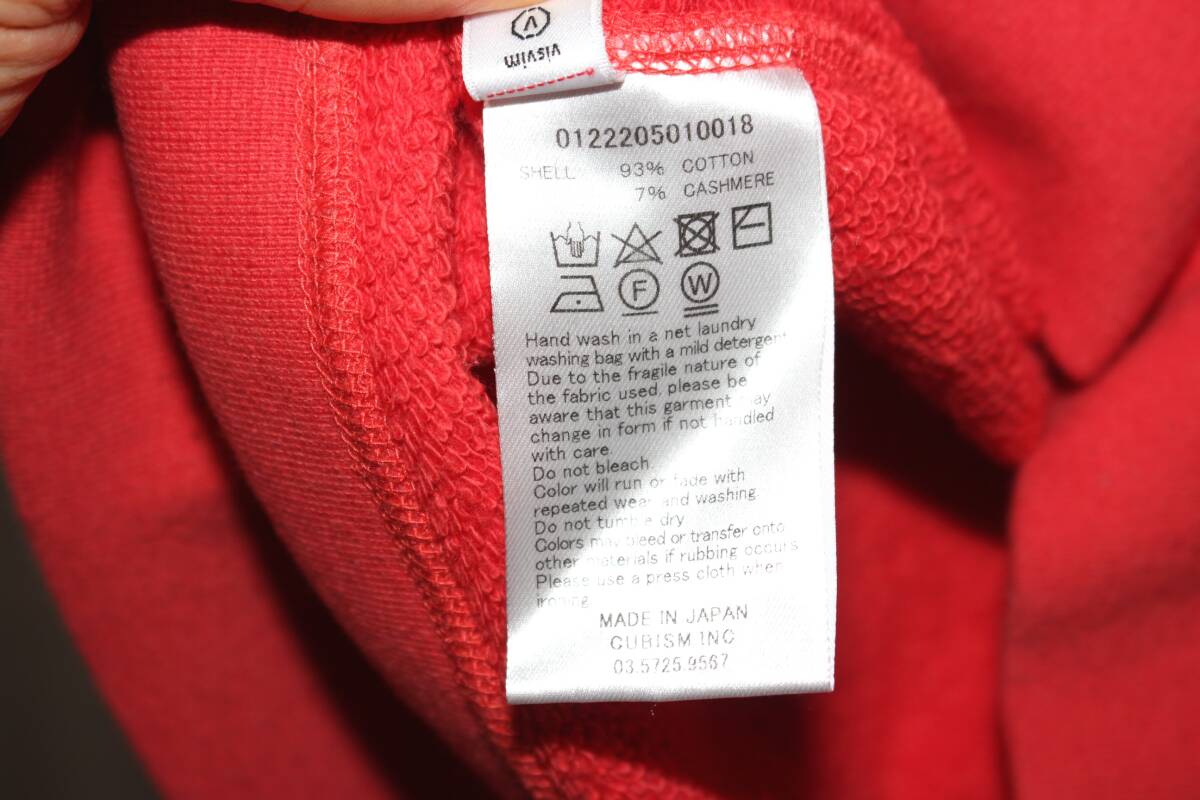 visvim
0122205010018
SHELL: 93% COTTON
7% CASHMERE
F W
Hand wash in a net laundry
washing bag with a mild detergent
Due to the fragile nature of
the fabric used, please be
aware that this garment may
change in form if not handled
with care.
Do not bleach.
Color will run or fade with
repeated wear and washing
Do not tumble dry
Colors may bleed or transfer onto
other materials if rubbing occurs
Please use a press cloth when
ironing
MADE IN JAPAN
CUBISM INC
03.5725.9567